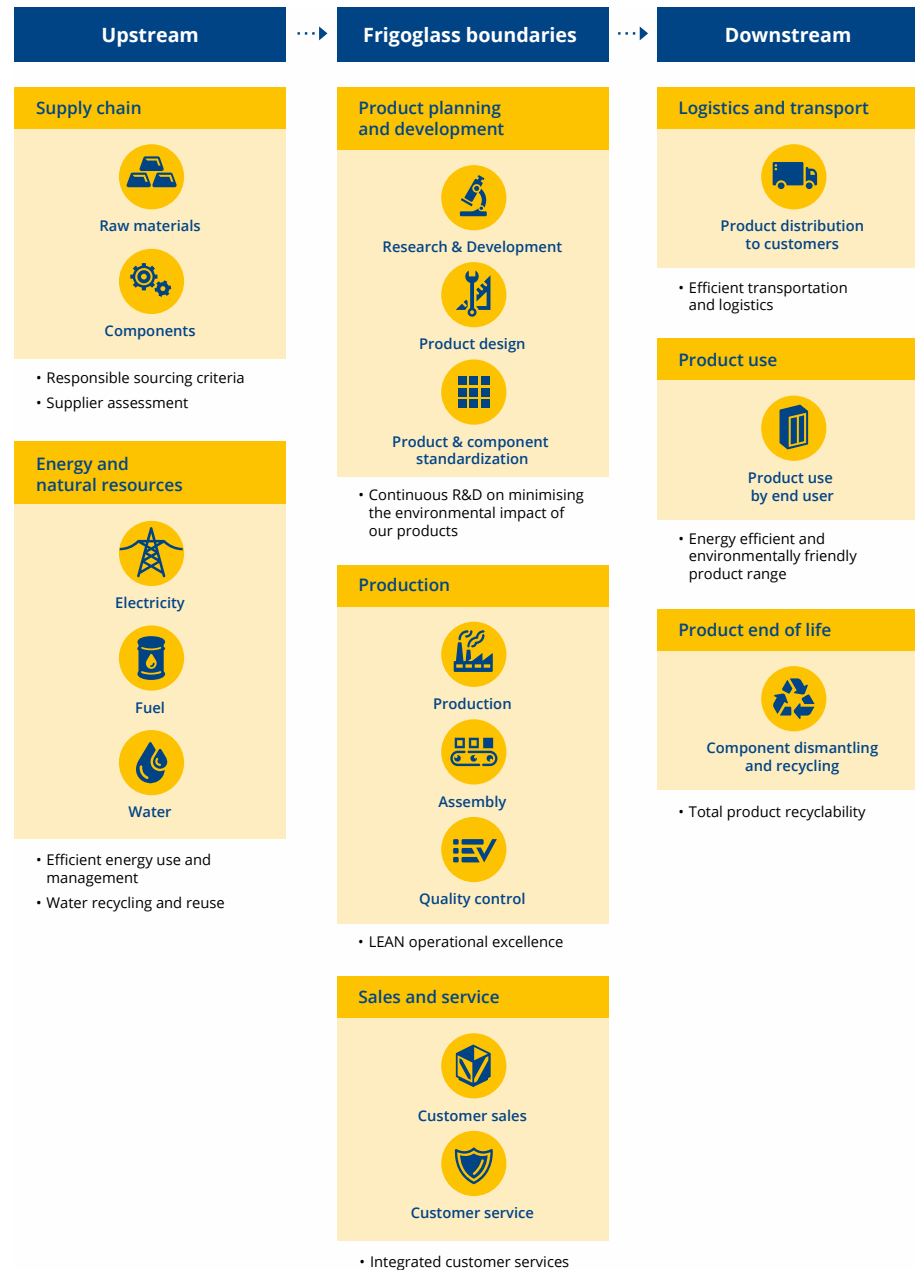 Upstream
Supply chain
Raw materials
Components
• Responsible sourcing criteria
• Supplier assessment
Energy and
natural resources
Electricity
Fuel
Water
• Efficient energy use and
management
• Water recycling and reuse
Frigoglass boundaries
Product planning
and development
Research & Development
Product design
Product & component
standardization
• Continuous R&D on minimising
the environmental impact of
our products
Production
Production
Assembly
Quality control
• LEAN operational excellence
Sales and service
Customer sales
Customer service
• Integrated customer services
Downstream
Logistics and transport
Product distribution
to customers
• Efficient transportation
and logistics
Product use
Product use
by end user
• Energy efficient and
environmentally friendly
product range
Product end of life
Component dismantling
and recycling
• Total product recyclability